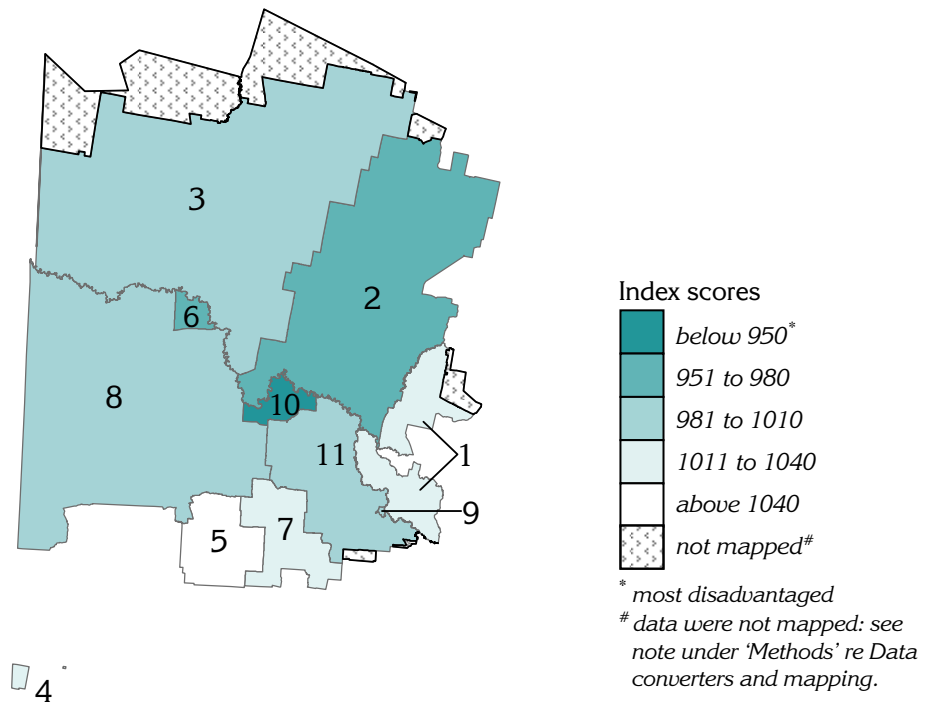 3
2
6
8
10
11
1
9
5
7
4
Index scores
below 950*
951 to 980
981 to 1010
1011 to 1040
above 1040
not mapped#
* most disadvantaged
# data were not mapped: see
note under ‘Methods’ re Data
converters and mapping.